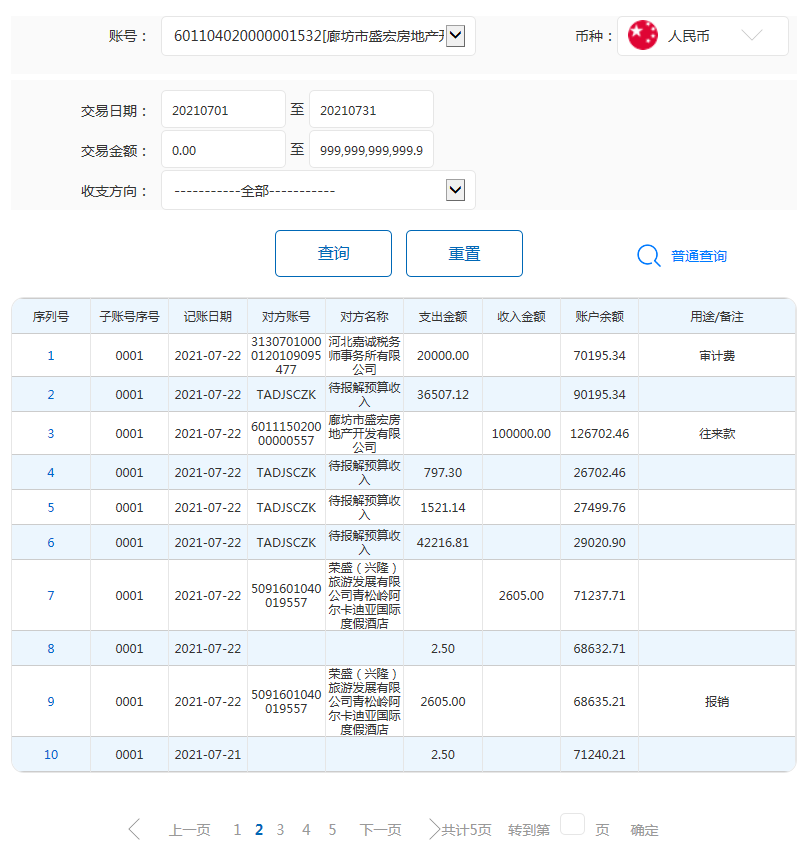 账号： 601104020000001532[廊坊市盛宏房地产开 币种： 人民币
交易日期： 20210701 至 20210731
交易金额： 0.00 至 999,999,999,999.9
收支方向： -----------全部-----------
查询 重置 普通查询
序列号 子账号序号 记账日期 对方账号 对方名称 支出金额 收入金额 账户余额 用途/备注
1 0001 2021-07-22 31307010000120109095477 河北嘉诚税务师事务所有限公司 20000.00 70195.34 审计费
2 0001 2021-07-22 TADJSCZK 待报解预算收入 36507.12 90195.34
3 0001 2021-07-22 601115020000000557 廊坊市盛宏房地产开发有限公司 100000.00 126702.46 往来款
4 0001 2021-07-22 TADJSCZK 待报解预算收入 797.30 26702.46
5 0001 2021-07-22 TADJSCZK 待报解预算收入 1521.14 27499.76
6 0001 2021-07-22 TADJSCZK 待报解预算收入 42216.81 29020.90
7 0001 2021-07-22 5091601040019557 荣盛（兴隆）旅游发展有限公司青松岭阿尔卡迪亚国际度假酒店 2605.00 71237.71
8 0001 2021-07-22 2.50 68632.71
9 0001 2021-07-22 5091601040019557 荣盛（兴隆）旅游发展有限公司青松岭阿尔卡迪亚国际度假酒店 2605.00 68635.21 报销
10 0001 2021-07-21 2.50 71240.21
上一页 1 2 3 4 5 下一页 共计5页 转到第 页 确定